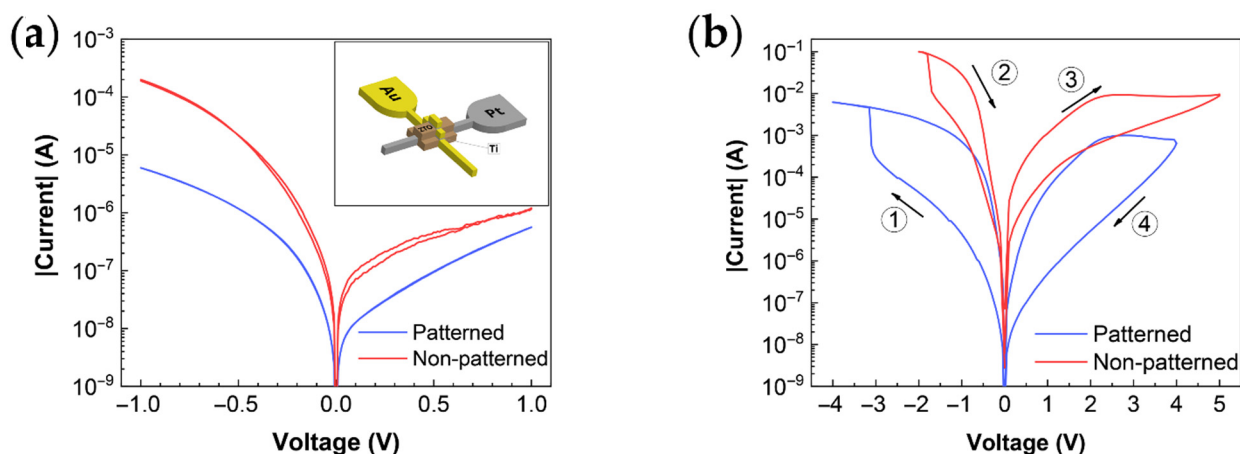 (a)
|Current| (A)
10⁻³
10⁻⁴
10⁻⁵
10⁻⁶
10⁻⁷
10⁻⁸
10⁻⁹
Au
ZTO
Pt
Ti
Patterned
Non-patterned
−1.0 −0.5 0.0 0.5 1.0
Voltage (V)
(b)
|Current| (A)
10⁻¹
10⁻²
10⁻³
10⁻⁴
10⁻⁵
10⁻⁶
10⁻⁷
10⁻⁸
10⁻⁹
②
③
①
④
Patterned
Non-patterned
−4 −3 −2 −1 0 1 2 3 4 5
Voltage (V)